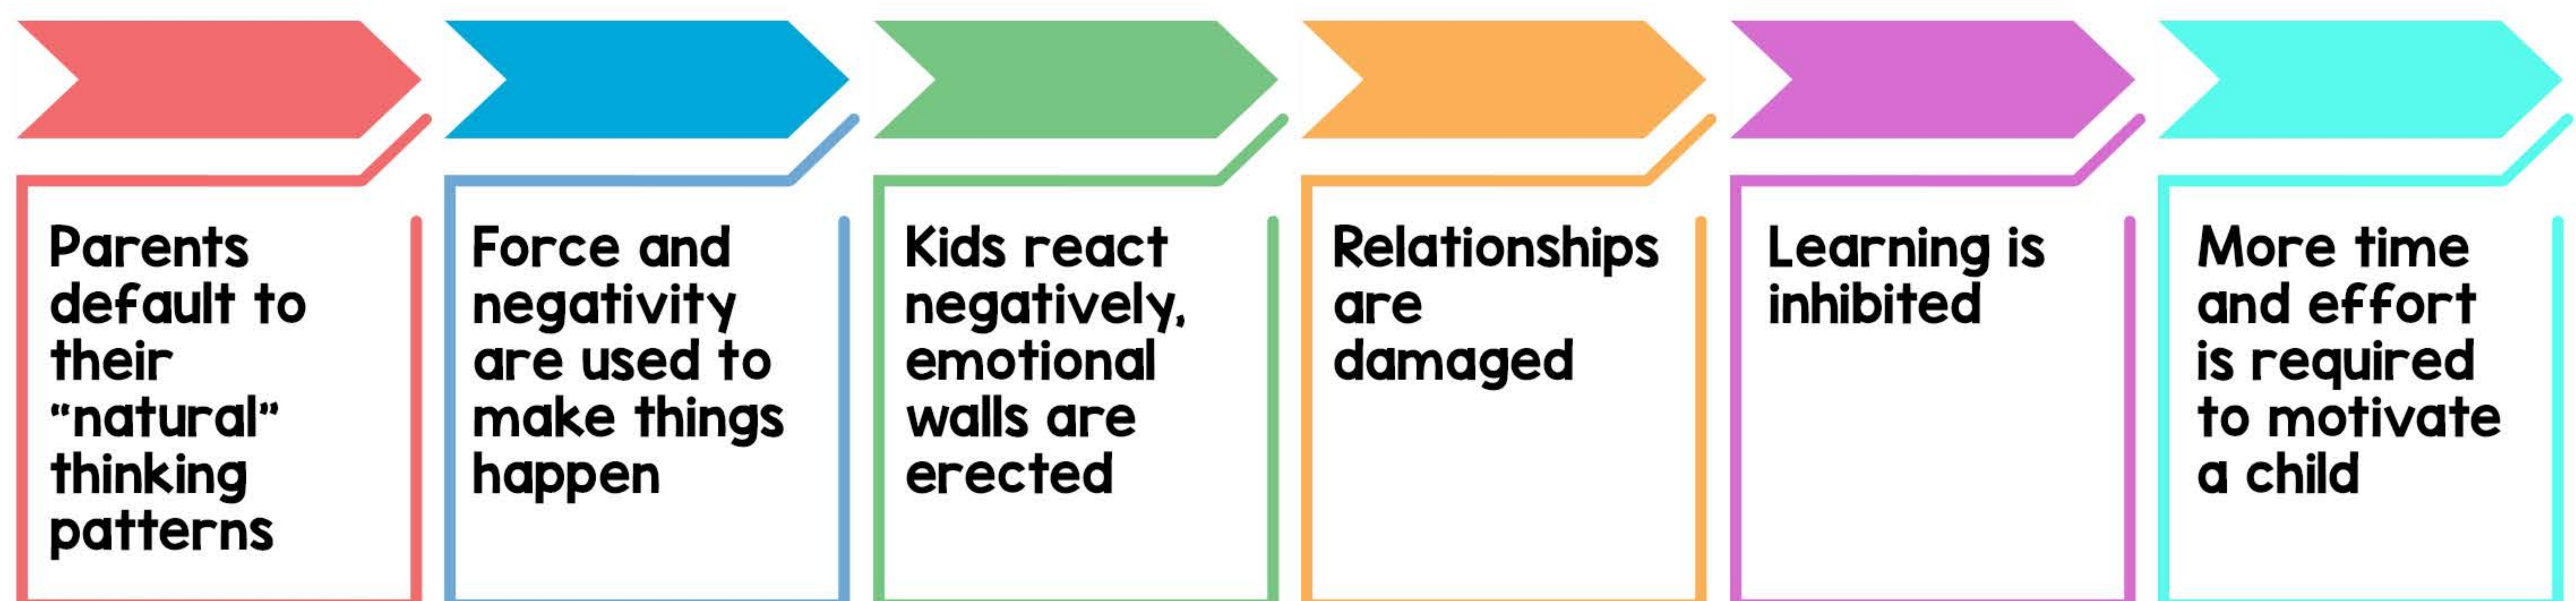 Parents
default to
their
“natural”
thinking
patterns
Force and
negativity
are used to
make things
happen
Kids react
negatively,
emotional
walls are
erected
Relationships
are
damaged
Learning is
inhibited
More time
and effort
is required
to motivate
a child